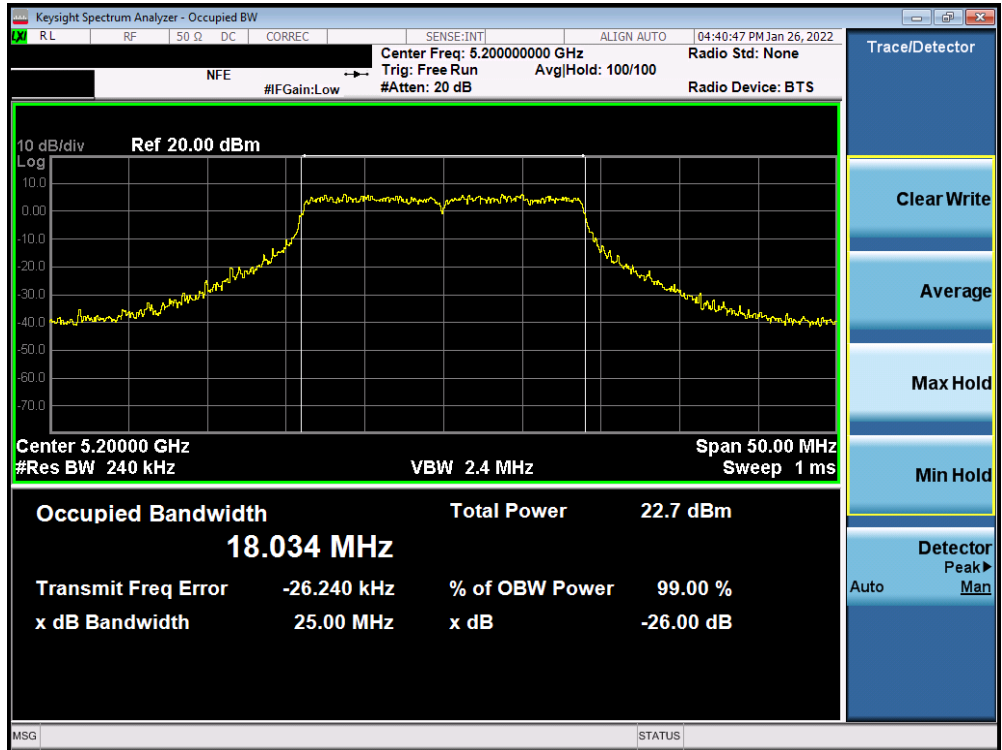 Keysight Spectrum Analyzer - Occupied BW
LXI RL RF 50 Ω DC CORREC SENSE:INT ALIGN AUTO 04:40:47 PM Jan 26, 2022
Center Freq: 5.200000000 GHz Radio Std: None
NFE Trig: Free Run Avg|Hold: 100/100
#IFGain:Low #Atten: 20 dB Radio Device: BTS
Trace/Detector
10 dB/div Ref 20.00 dBm
Log
10.0
0.00
-10.0
-20.0
-30.0
-40.0
-50.0
-60.0
-70.0
Center 5.20000 GHz Span 50.00 MHz
#Res BW 240 kHz VBW 2.4 MHz Sweep 1 ms
Occupied Bandwidth Total Power 22.7 dBm
18.034 MHz
Transmit Freq Error -26.240 kHz % of OBW Power 99.00 %
x dB Bandwidth 25.00 MHz x dB -26.00 dB
Clear Write
Average
Max Hold
Min Hold
Detector
Peak▶
Auto Man
MSG STATUS